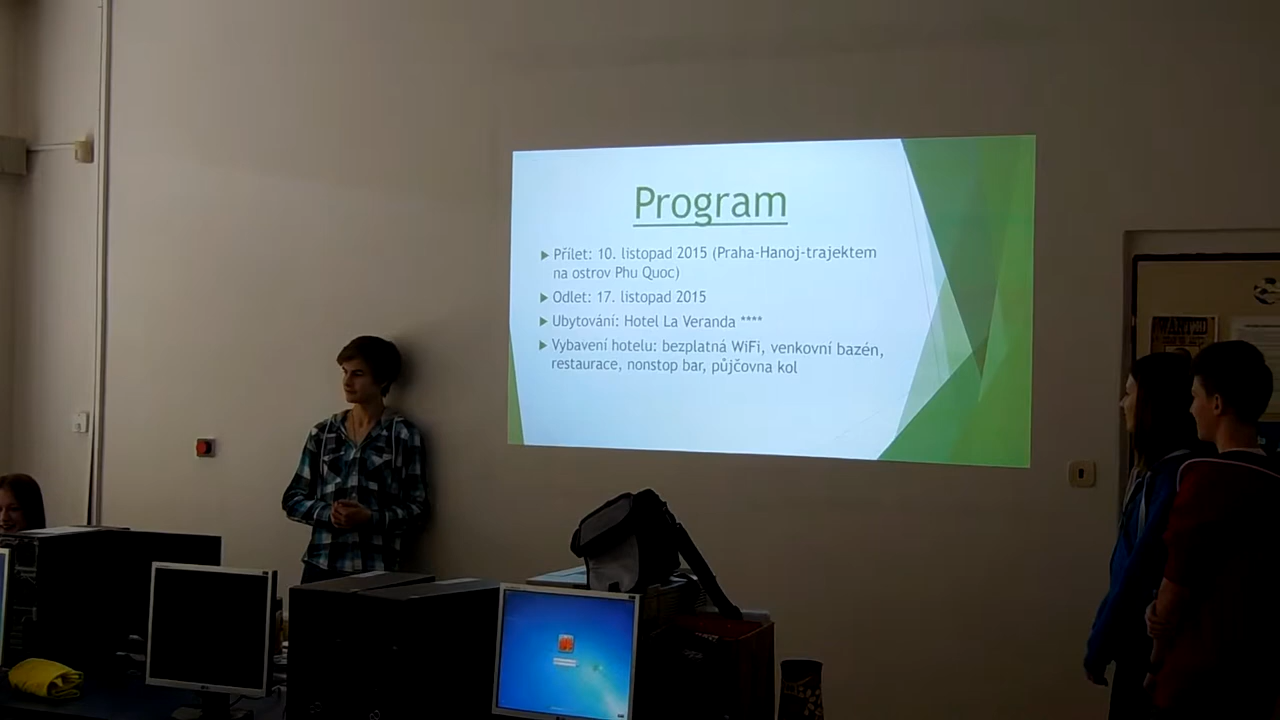 Program
Přílet: 10. listopad 2015 (Praha-Hanoj-trajektem
na ostrov Phu Quoc)
Odlet: 17. listopad 2015
Ubytování: Hotel La Veranda ****
Vybavení hotelu: bezplatná WiFi, venkovní bazén,
restaurace, nonstop bar, půjčovna kol